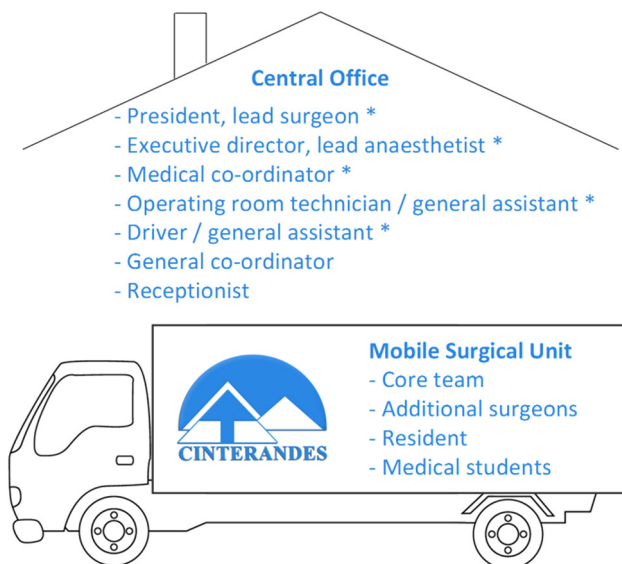 Central Office
- President, lead surgeon *
- Executive director, lead anaesthetist *
- Medical co-ordinator *
- Operating room technician / general assistant *
- Driver / general assistant *
- General co-ordinator
- Receptionist
Mobile Surgical Unit
- Core team
- Additional surgeons
- Resident
- Medical students
CINTERANDES